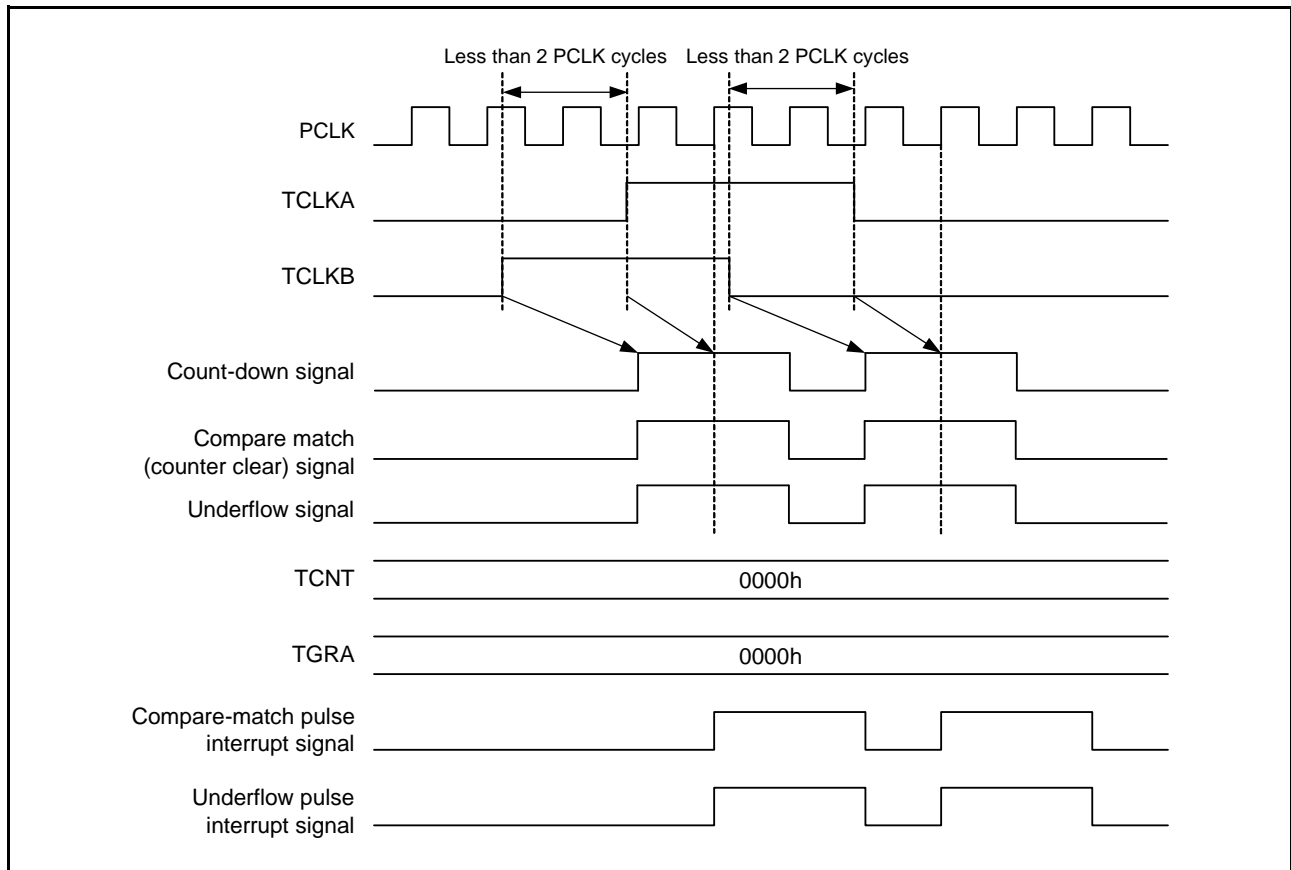 Less than 2 PCLK cycles Less than 2 PCLK cycles
PCLK
TCLKA
TCLKB
Count-down signal
Compare match
(counter clear) signal
Underflow signal
TCNT 0000h
TGRA 0000h
Compare-match pulse
interrupt signal
Underflow pulse
interrupt signal